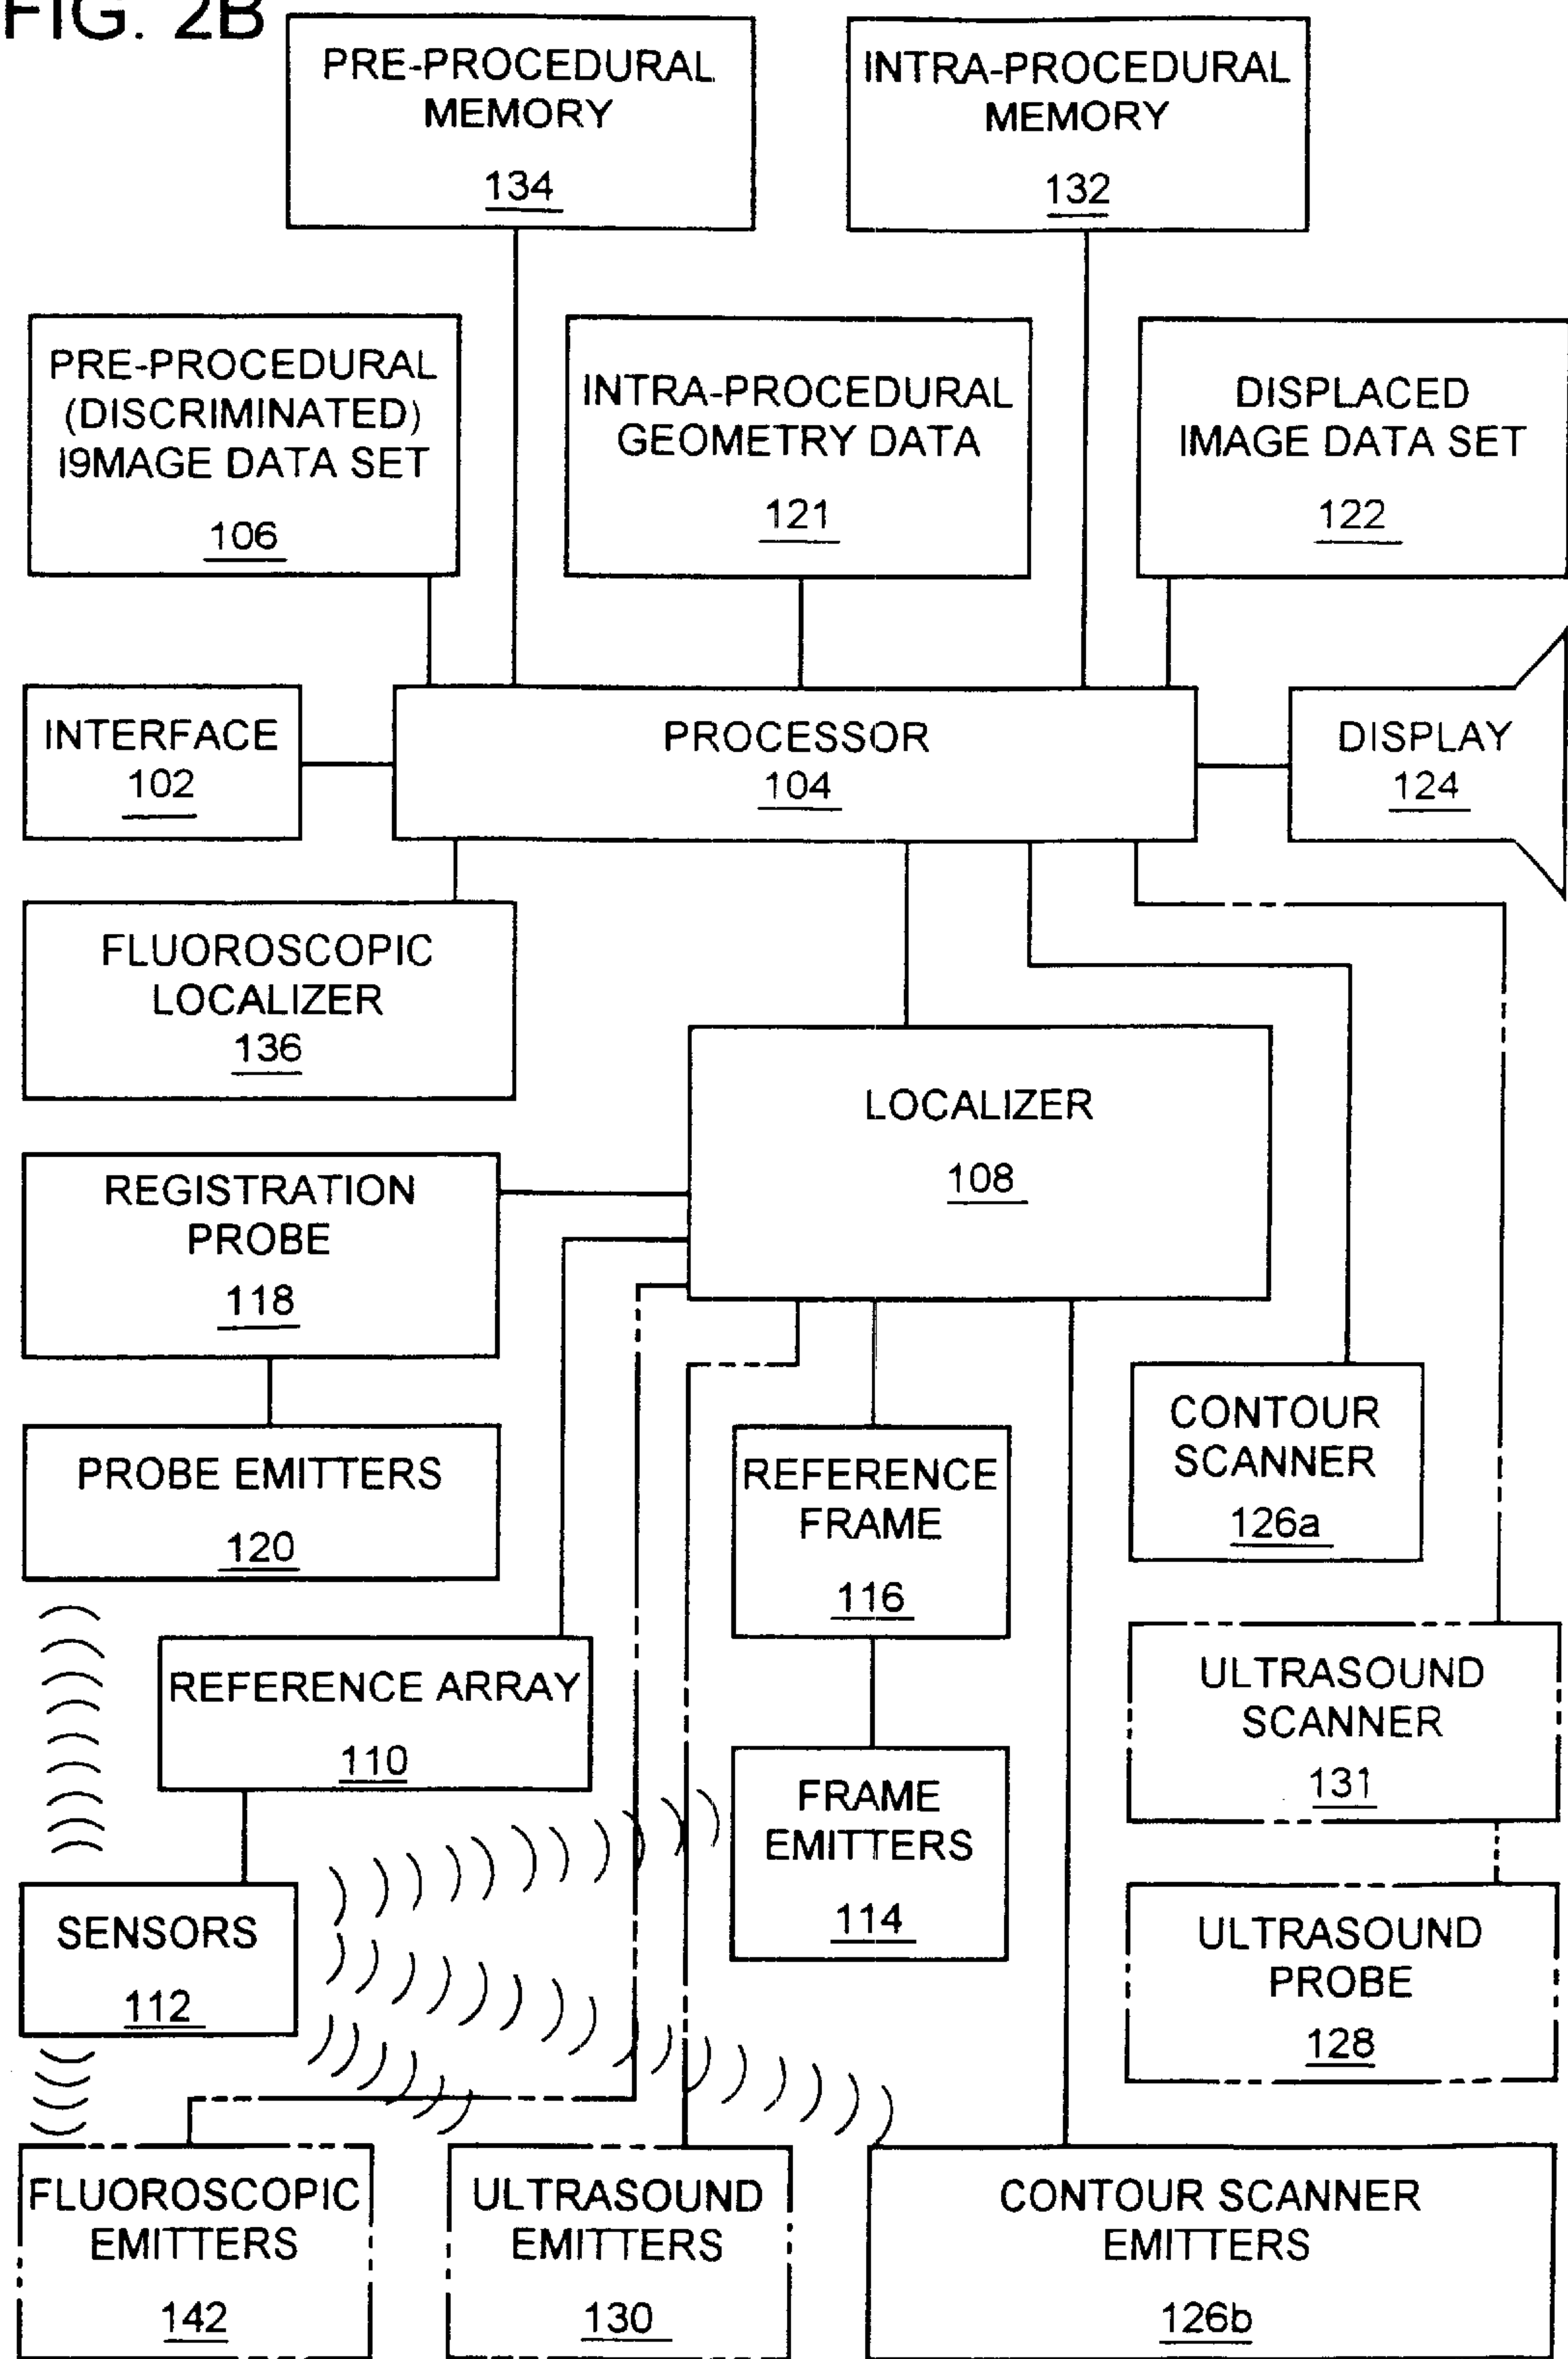 FIG. 2B
PRE-PROCEDURAL
MEMORY
134
INTRA-PROCEDURAL
MEMORY
132
PRE-PROCEDURAL
(DISCRIMINATED)
I9MAGE DATA SET
106
INTRA-PROCEDURAL
GEOMETRY DATA
121
DISPLACED
IMAGE DATA SET
122
INTERFACE
102
PROCESSOR
104
DISPLAY
124
FLUOROSCOPIC
LOCALIZER
136
LOCALIZER
108
REGISTRATION
PROBE
118
PROBE EMITTERS
120
REFERENCE
FRAME
116
CONTOUR
SCANNER
126a
REFERENCE ARRAY
110
ULTRASOUND
SCANNER
131
FRAME
EMITTERS
114
SENSORS
112
ULTRASOUND
PROBE
128
FLUOROSCOPIC
EMITTERS
142
ULTRASOUND
EMITTERS
130
CONTOUR SCANNER
EMITTERS
126b